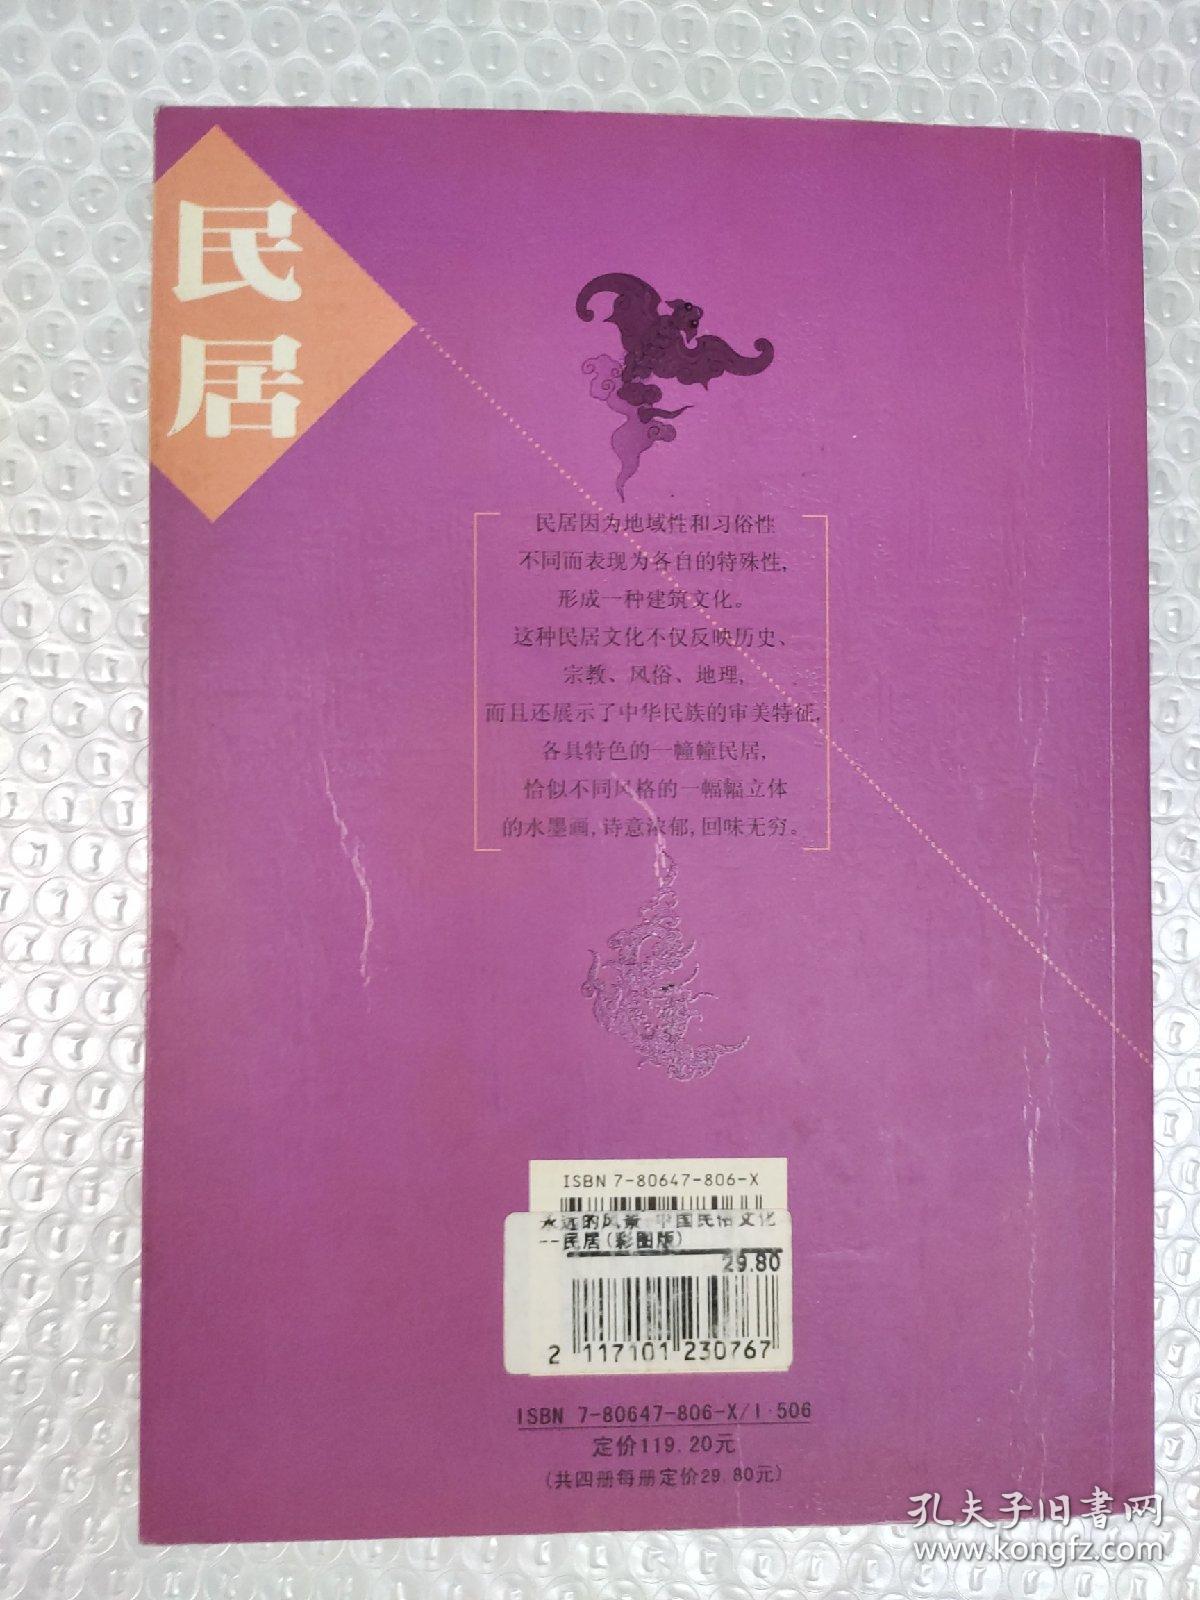 民
居
民居因为地域性和习俗性
不同而表现为各自的特殊性,
形成一种建筑文化。
这种民居文化不仅反映历史、
宗教、风俗、地理,
而且还展示了中华民族的审美特征,
各具特色的一幢幢民居,
恰似不同风格的一幅幅立体
的水墨画,诗意浓郁,回味无穷。
ISBN 7-80647-806-X
永远的风景 中国民俗文化
--民居(彩图版)
29.80
2 117101 230767
ISBN 7-80647-806-X/I·506
定价119.20元
(共四册每册定价29.80元)
孔夫子旧書网
www.kongfz.com